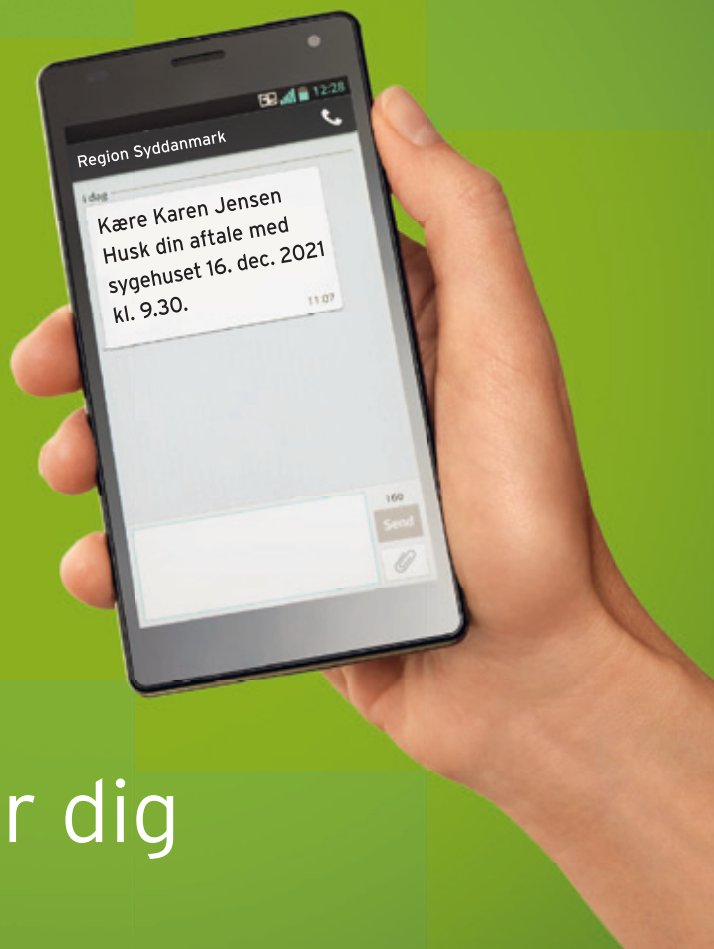 12:28
Region Syddanmark
i dag
Kære Karen Jensen
Husk din aftale med
sygehuset 16. dec. 2021
kl. 9.30.
11:07
160
Send
r dig